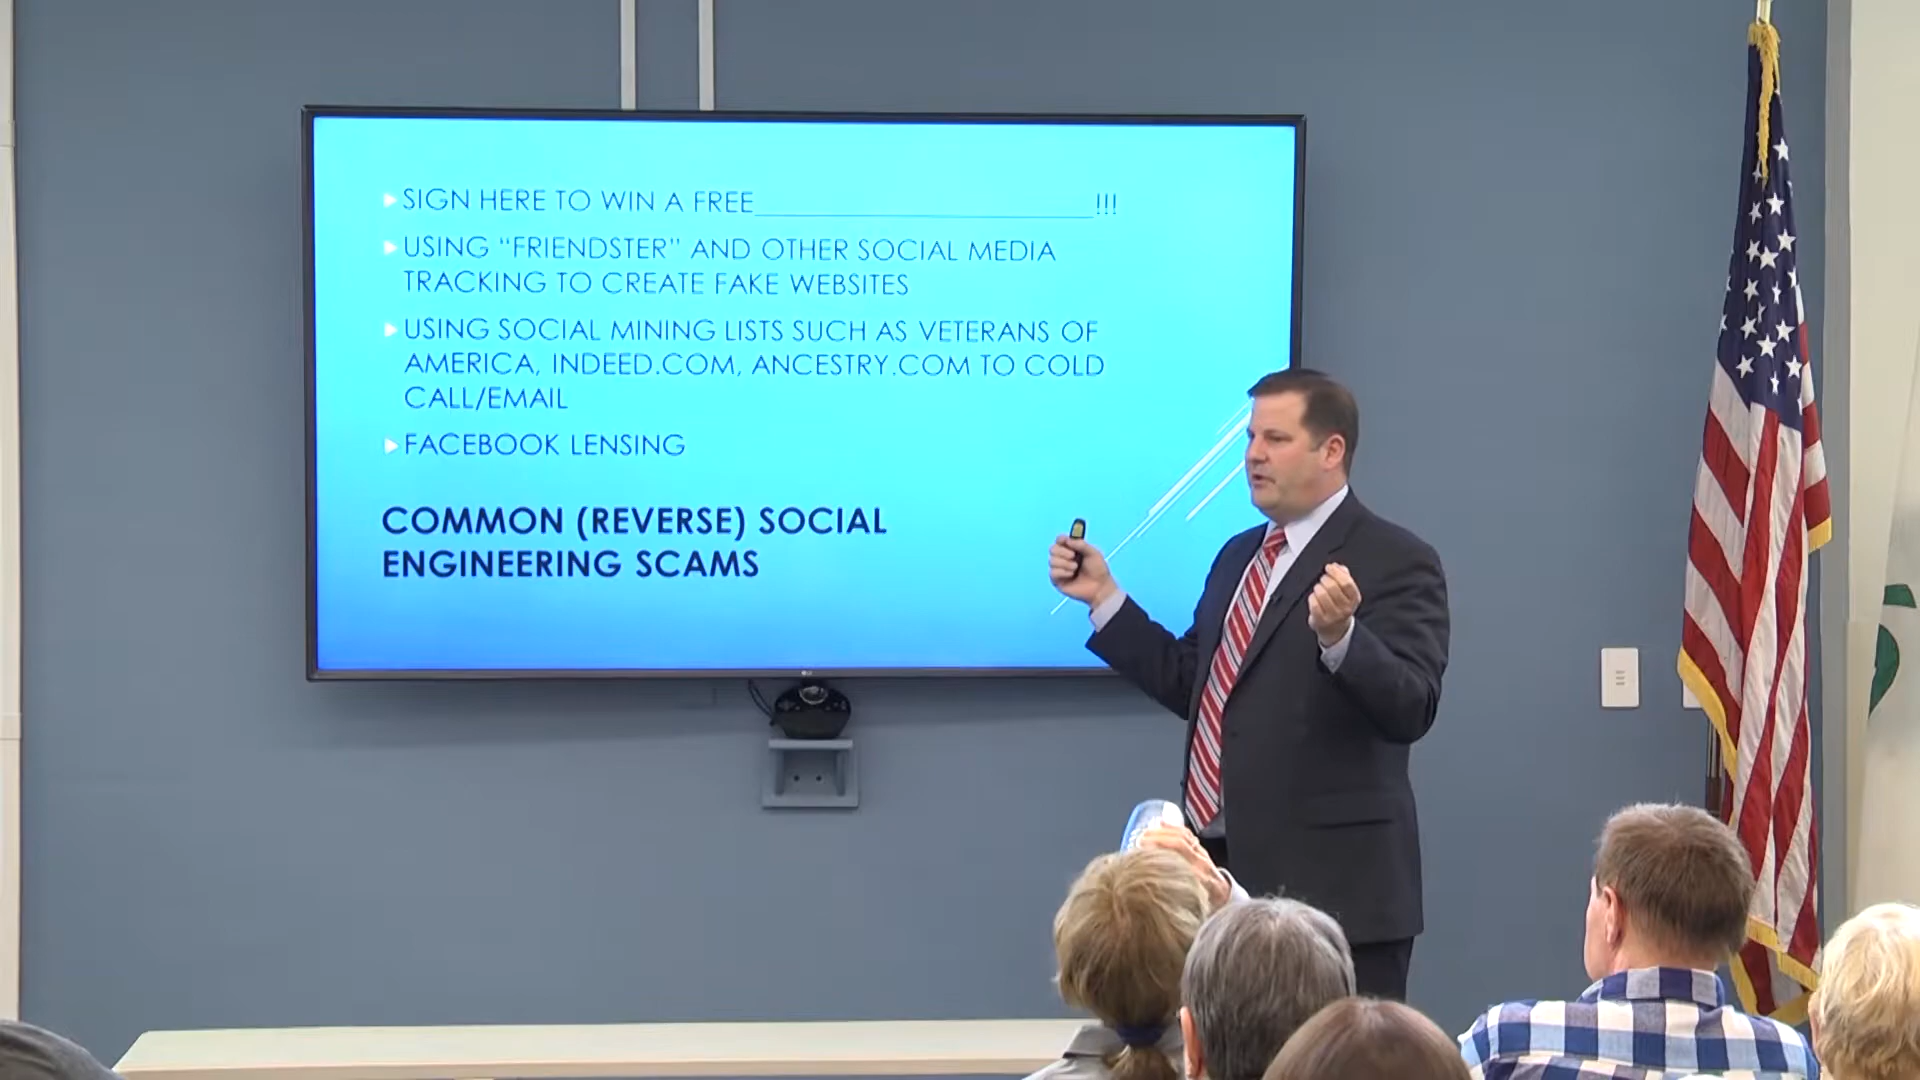 SIGN HERE TO WIN A FREE__________________________!!!
USING “FRIENDSTER” AND OTHER SOCIAL MEDIA
TRACKING TO CREATE FAKE WEBSITES
USING SOCIAL MINING LISTS SUCH AS VETERANS OF
AMERICA, INDEED.COM, ANCESTRY.COM TO COLD
CALL/EMAIL
FACEBOOK LENSING
COMMON (REVERSE) SOCIAL
ENGINEERING SCAMS
LG